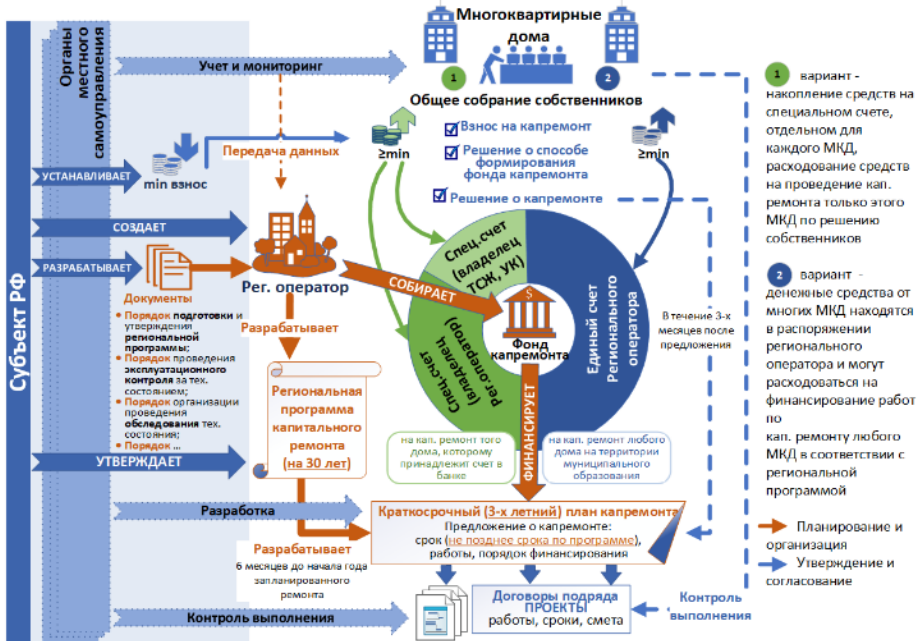 Субъект РФ
Органы
местного
самоуправления
Многоквартирные
дома
Учет и мониторинг
1
2
Общее собрание собственников
Взнос на капремонт
Решение о способе
формирования
фонда капремонта
Решение о капремонте
≥min
≥min
Передача данных
УСТАНАВЛИВАЕТ
min взнос
СОЗДАЕТ
РАЗРАБАТЫВАЕТ
Документы
• Порядок подготовки и
утверждения
региональной
программы;
• Порядок проведения
эксплуатационного
контроля за тех.
состоянием;
• Порядок организации
проведения
обследования тех.
состояния;
• Порядок ...
УТВЕРЖДАЕТ
Рег. оператор
Разрабатывает
Региональная
программа
капитального
ремонта
(на 30 лет)
СОБИРАЕТ
Спец.счет
(владелец
ТСЖ, УК)
Спец.счет
(владелец
Рег.оператор)
Единый счет
Регионального
оператора
$
Фонд
капремонта
ФИНАНСИРУЕТ
на кап. ремонт того
дома, которому
принадлежит счет в
банке
на кап. ремонт любого
дома на территории
муниципального
образования
В течение 3-х
месяцев после
предложения
Разработка
Краткосрочный (3-х летний) план капремонта
Предложение о капремонте:
срок (не позднее срока по программе),
работы, порядок финансирования
Разрабатывает
6 месяцев до начала года
запланированного
ремонта
Контроль выполнения
Договоры подряда
ПРОЕКТЫ
работы, сроки, смета
Контроль
выполнения
1
вариант -
накопление средств на
специальном счете,
отдельном для
каждого МКД,
расходование средств
на проведение кап.
ремонта только этого
МКД по решению
собственников
2
вариант -
денежные средства от
многих МКД находятся
в распоряжении
регионального
оператора и могут
расходоваться на
финансирование работ
по
кап. ремонту любого
МКД в соответствии с
региональной
программой
Планирование и
организация
Утверждение и
согласование